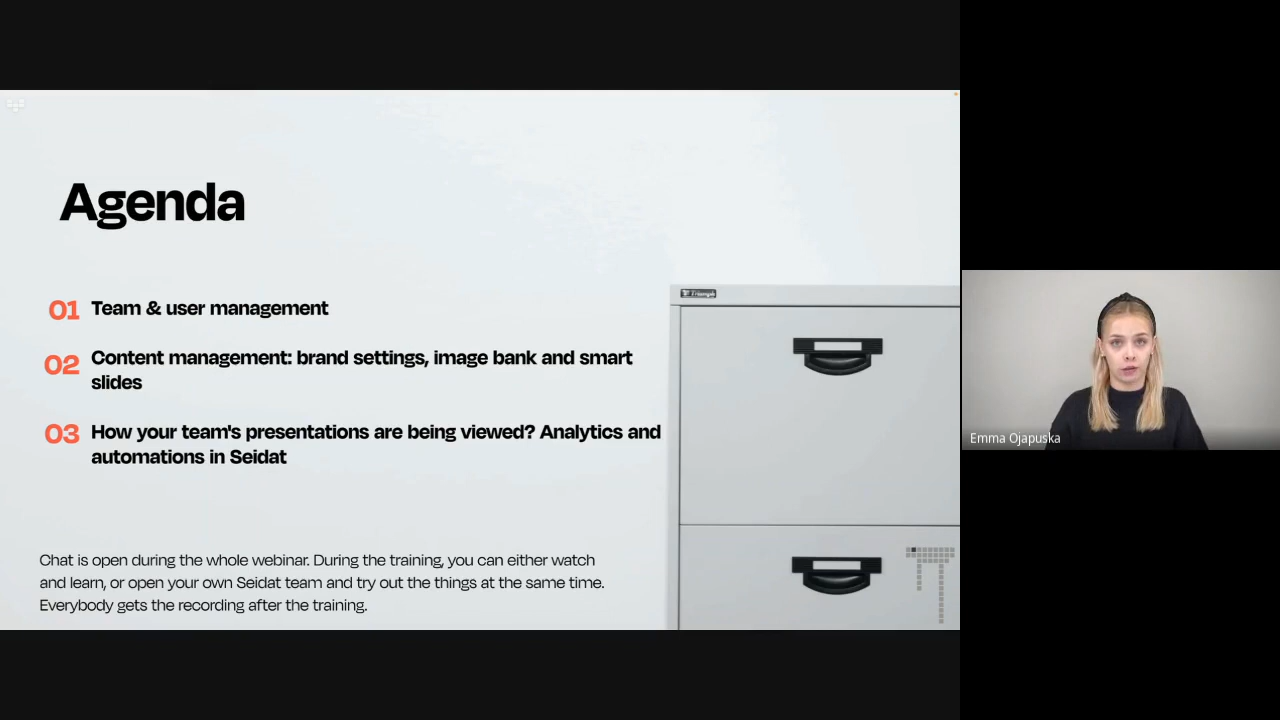 Agenda
01 Team & user management
02 Content management: brand settings, image bank and smart
slides
03 How your team's presentations are being viewed? Analytics and
automations in Seidat
Chat is open during the whole webinar. During the training, you can either watch
and learn, or open your own Seidat team and try out the things at the same time.
Everybody gets the recording after the training.
Triumph
Emma Ojapuska